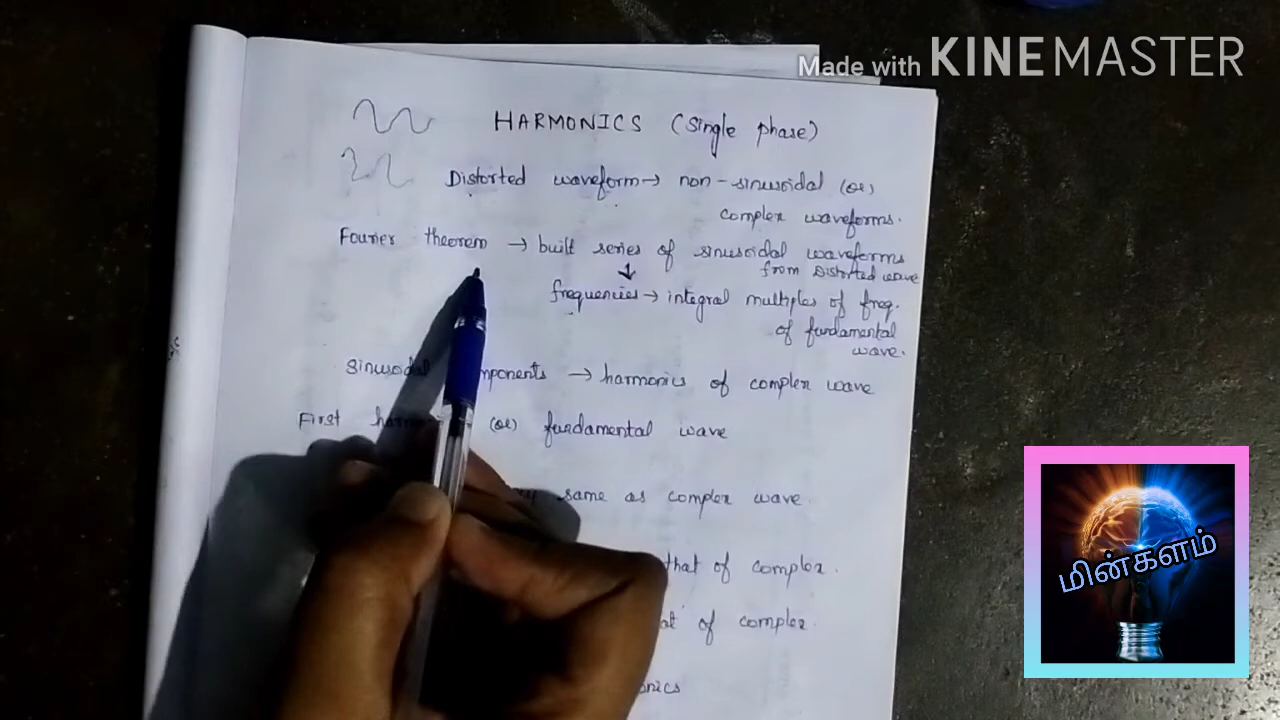 Made with KINEMASTER
HARMONICS (Single phase)
Distorted waveform → non-sinusoidal (or)
complex waveforms.
Fourier theorem → built series of sinusoidal waveforms
from Distorted wave
frequencies → integral multiples of freq.
of fundamental
wave.
→ harmonics of complex wave
First (or) fundamental wave
same as complex wave.
that of complex.
of complex.
மின்களம்